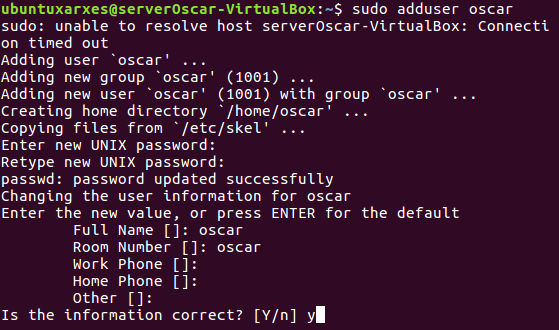 ubuntuxarxes@serverOscar-VirtualBox:~$ sudo adduser oscar
sudo: unable to resolve host serverOscar-VirtualBox: Connecti
on timed out
Adding user `oscar' ...
Adding new group `oscar' (1001) ...
Adding new user `oscar' (1001) with group `oscar' ...
Creating home directory `/home/oscar' ...
Copying files from `/etc/skel' ...
Enter new UNIX password:
Retype new UNIX password:
passwd: password updated successfully
Changing the user information for oscar
Enter the new value, or press ENTER for the default
Full Name []: oscar
Room Number []: oscar
Work Phone []:
Home Phone []:
Other []:
Is the information correct? [Y/n] y